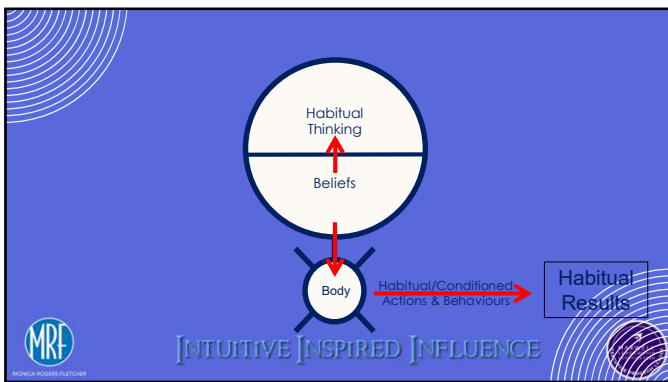 Habitual
Thinking
Beliefs
Body
Habitual/Conditioned
Actions & Behaviours
Habitual
Results
MRF
MONICA ROGERS-FLETCHER
INTUITIVE INSPIRED INFLUENCE